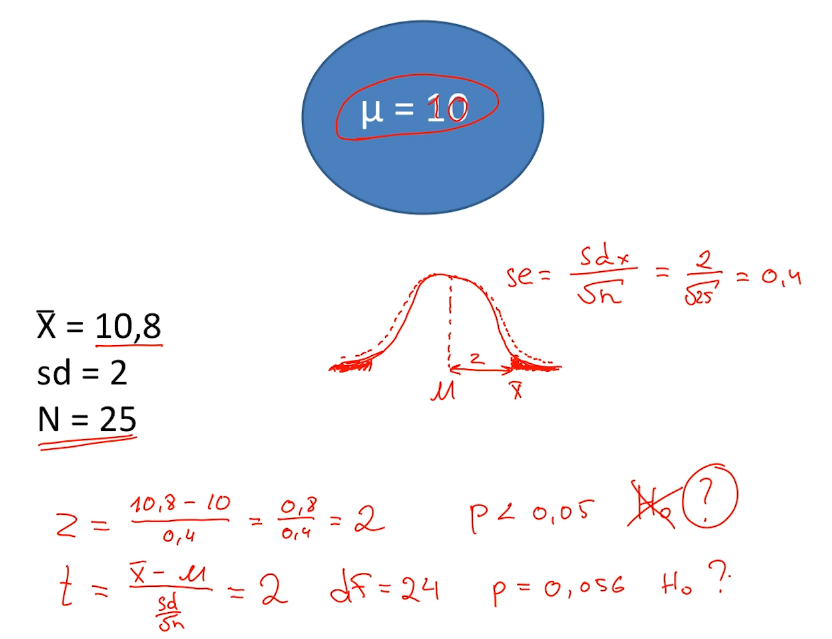 μ = 10
se = sdx/√n = 2/√25 = 0,4
X̄ = 10,8
sd = 2
N = 25
2
μ x̄
z = (10,8 - 10)/0,4 = 0,8/0,4 = 2 p < 0,05 H₀ ?
t = (x̄ - μ)/(sd/√n) = 2 df = 24 p = 0,056 H₀ ?